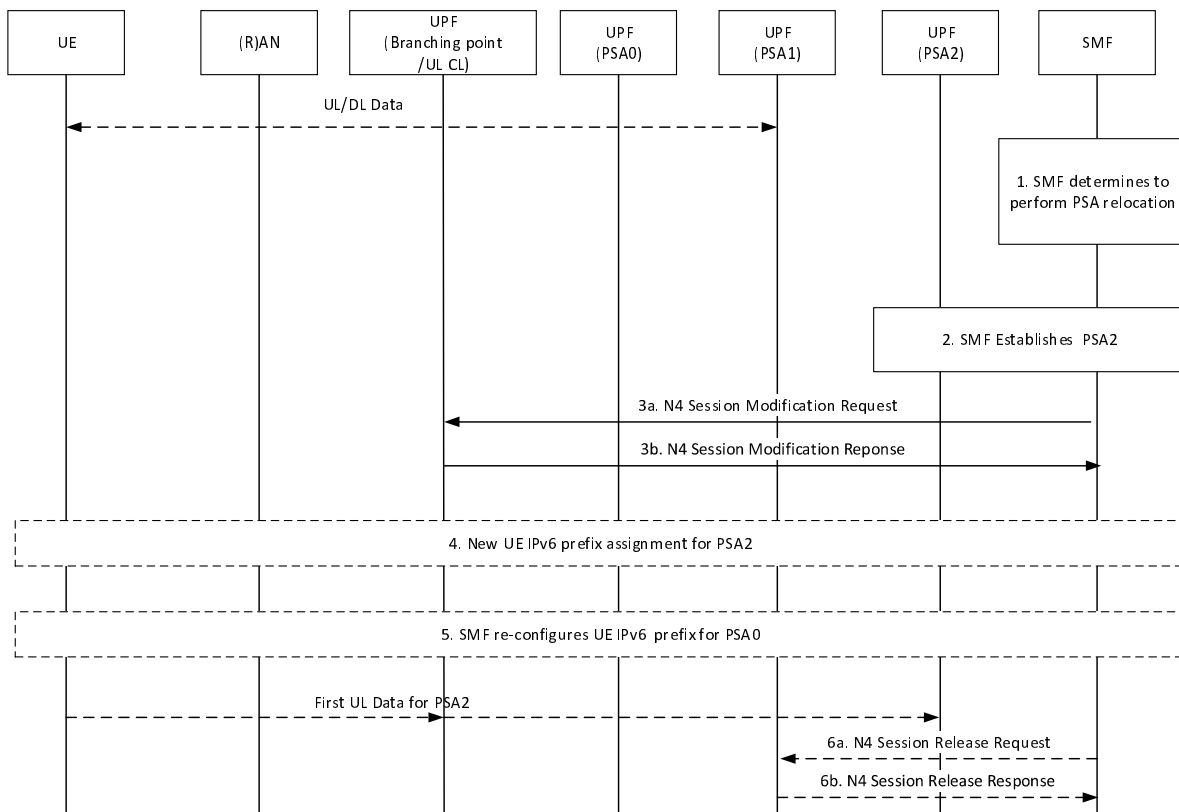 UE
(R)AN
UPF
(Branching point
/UL CL)
UPF
(PSA0)
UPF
(PSA1)
UPF
(PSA2)
SMF
UL/DL Data
1. SMF determines to
perform PSA relocation
2. SMF Establishes PSA2
3a. N4 Session Modification Request
3b. N4 Session Modification Reponse
4. New UE IPv6 prefix assignment for PSA2
5. SMF re-configures UE IPv6 prefix for PSA0
First UL Data for PSA2
6a. N4 Session Release Request
6b. N4 Session Release Response